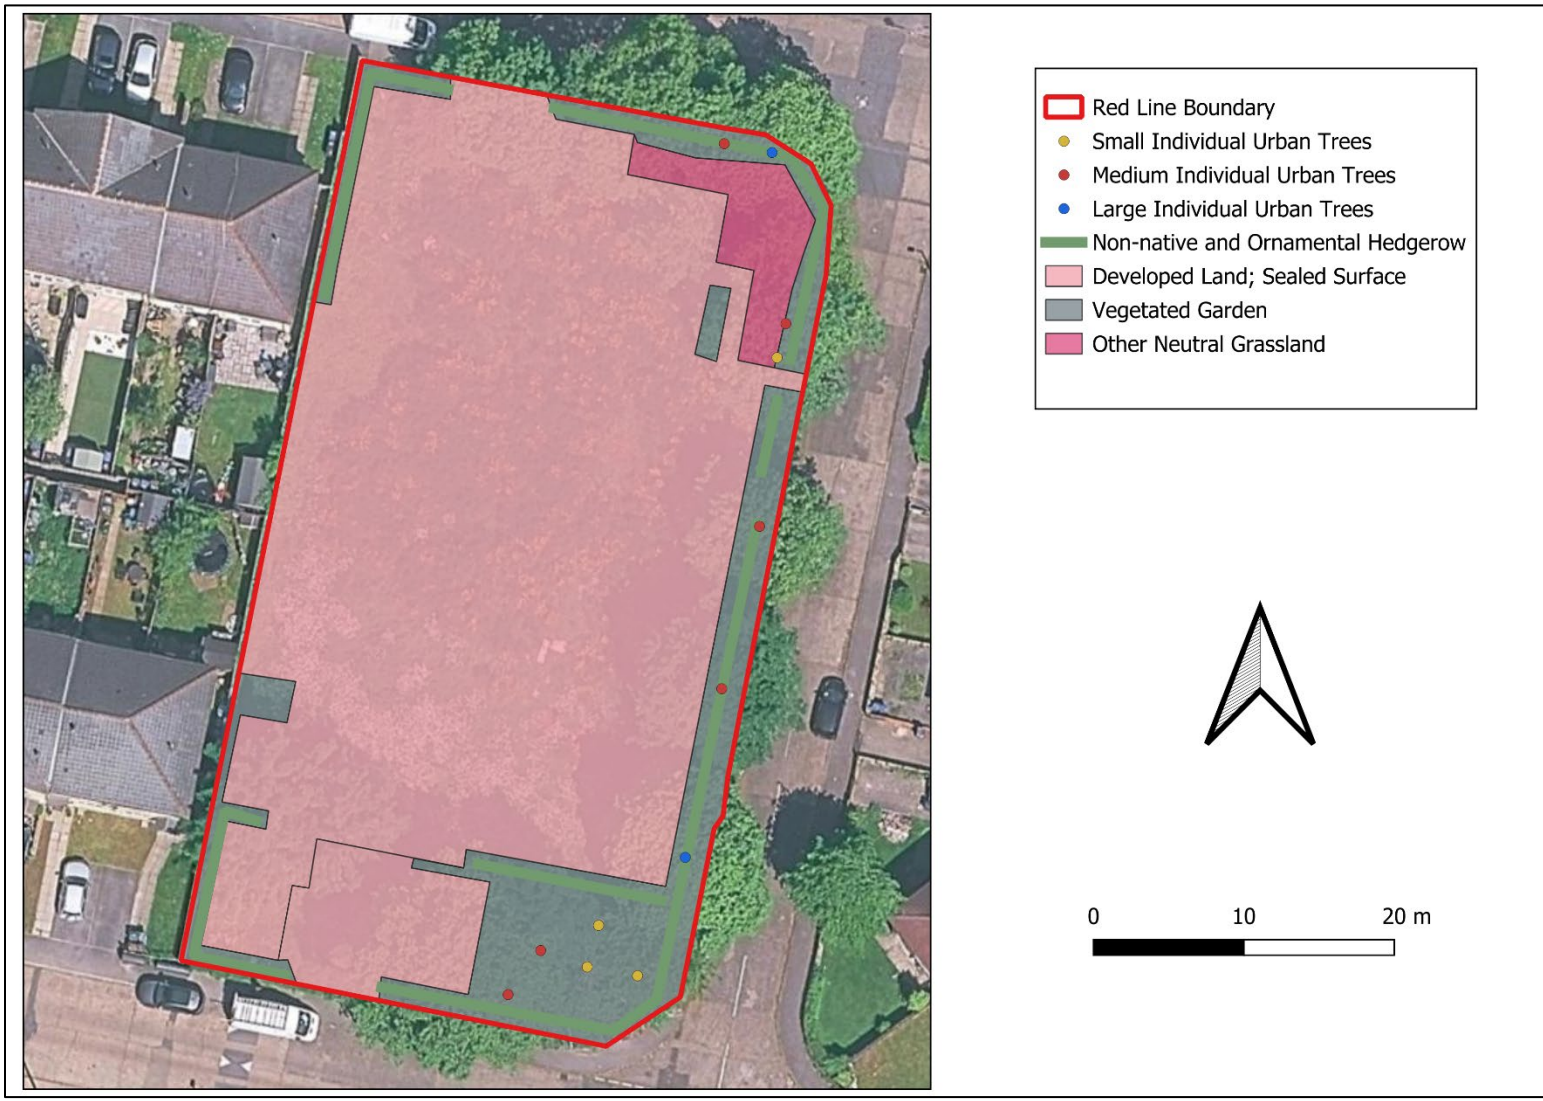 Red Line Boundary
Small Individual Urban Trees
Medium Individual Urban Trees
Large Individual Urban Trees
Non-native and Ornamental Hedgerow
Developed Land; Sealed Surface
Vegetated Garden
Other Neutral Grassland
0 10 20 m